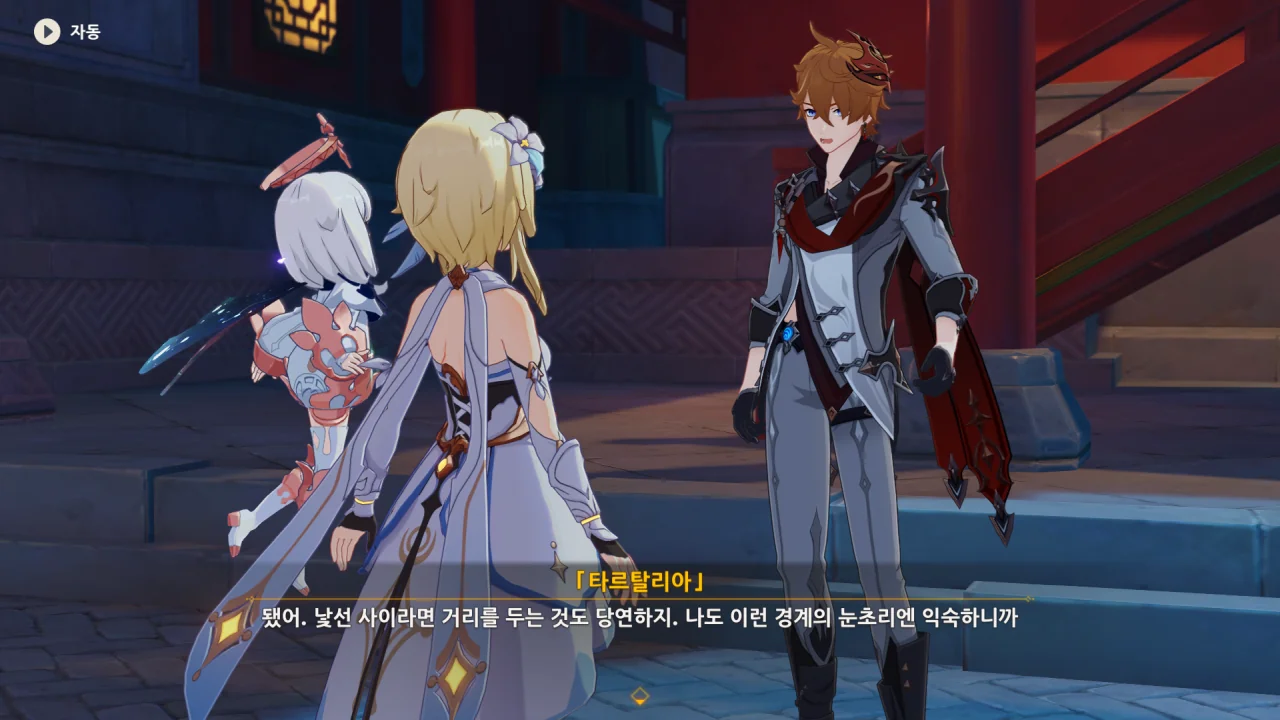 자동
「타르탈리아」
됐어. 낯선 사이라면 거리를 두는 것도 당연하지. 나도 이런 경계의 눈초리엔 익숙하니까